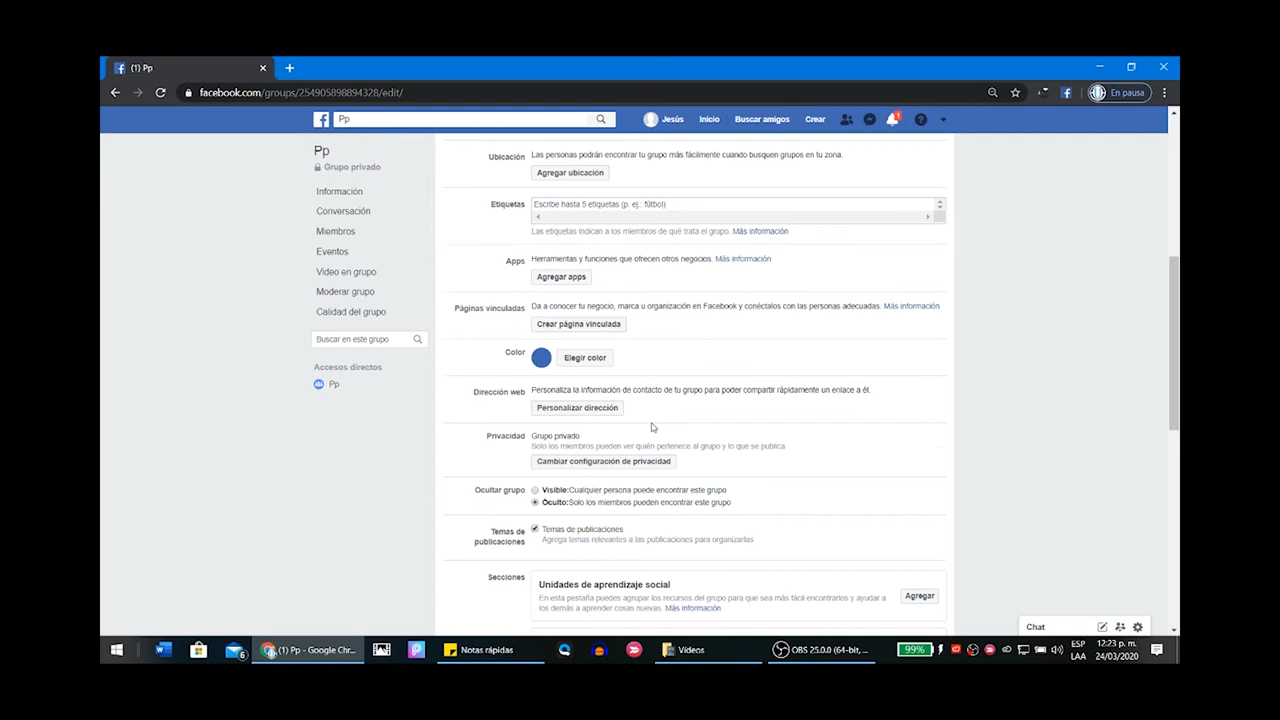 (1) Pp
facebook.com/groups/254905898894328/edit/
En pausa
Pp
Jesús
Inicio
Buscar amigos
Crear
1
Pp
Grupo privado
Información
Conversación
Miembros
Eventos
Video en grupo
Moderar grupo
Calidad del grupo
Buscar en este grupo
Accesos directos
Pp
Ubicación
Las personas podrán encontrar tu grupo más fácilmente cuando busquen grupos en tu zona.
Agregar ubicación
Etiquetas
Escribe hasta 5 etiquetas (p. ej.: fútbol)
Las etiquetas indican a los miembros de qué trata el grupo. Más información
Apps
Herramientas y funciones que ofrecen otros negocios. Más información
Agregar apps
Páginas vinculadas
Da a conocer tu negocio, marca u organización en Facebook y conéctalos con las personas adecuadas. Más información
Crear página vinculada
Color
Elegir color
Dirección web
Personaliza la información de contacto de tu grupo para poder compartir rápidamente un enlace a él.
Personalizar dirección
Privacidad
Grupo privado
Solo los miembros pueden ver quién pertenece al grupo y lo que se publica
Cambiar configuración de privacidad
Ocultar grupo
Visible:Cualquier persona puede encontrar este grupo
Oculto:Solo los miembros pueden encontrar este grupo
Temas de
publicaciones
Temas de publicaciones
Agrega temas relevantes a las publicaciones para organizarlas
Secciones
Unidades de aprendizaje social
En esta pestaña puedes agrupar los recursos del grupo para que sea más fácil encontrarlos y ayudar a
los demás a aprender cosas nuevas. Más información
Agregar
Chat
6
(1) Pp - Google Chr...
Notas rápidas
Vídeos
OBS 25.0.0 (64-bit, ...
99%
ESP
LAA
12:23 p. m.
24/03/2020